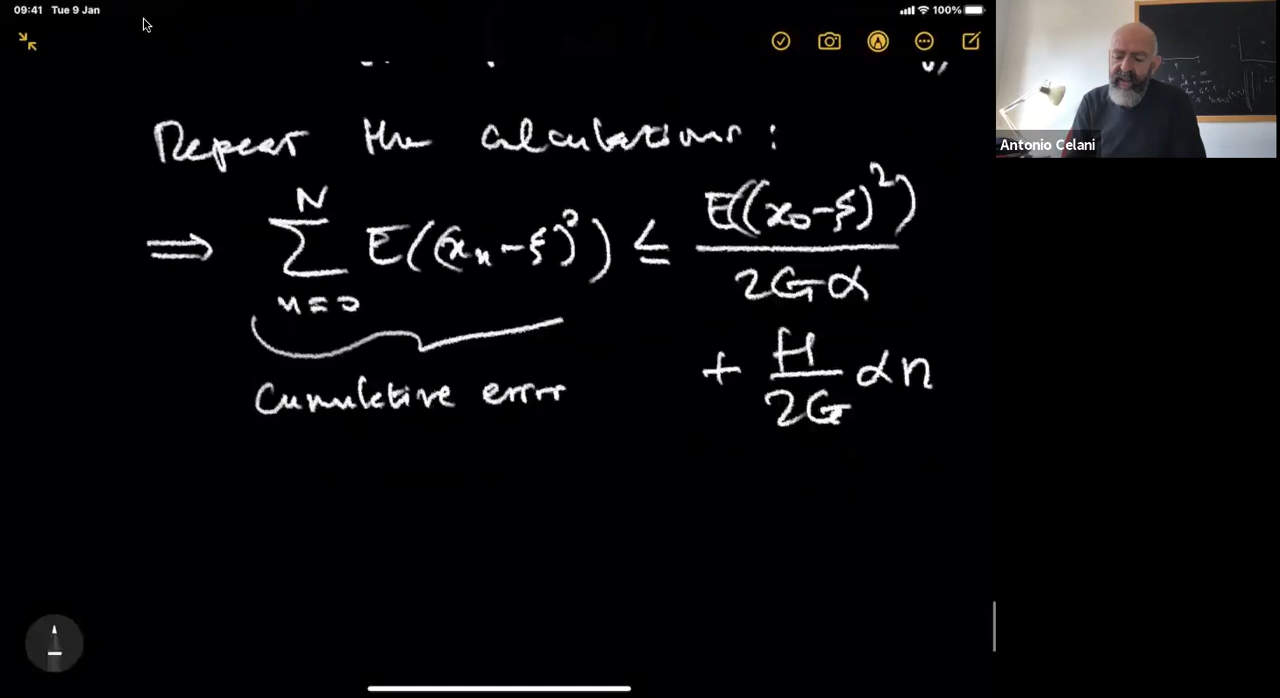 09:41 Tue 9 Jan
100%
Antonio Celani
Repeat the calculations:
⟹ ∑_{n=0}^{N} E((x_n-ξ)²) ≤ E((x_0-ξ)²) / 2Gα
+ H/2G αn
Cumulative error